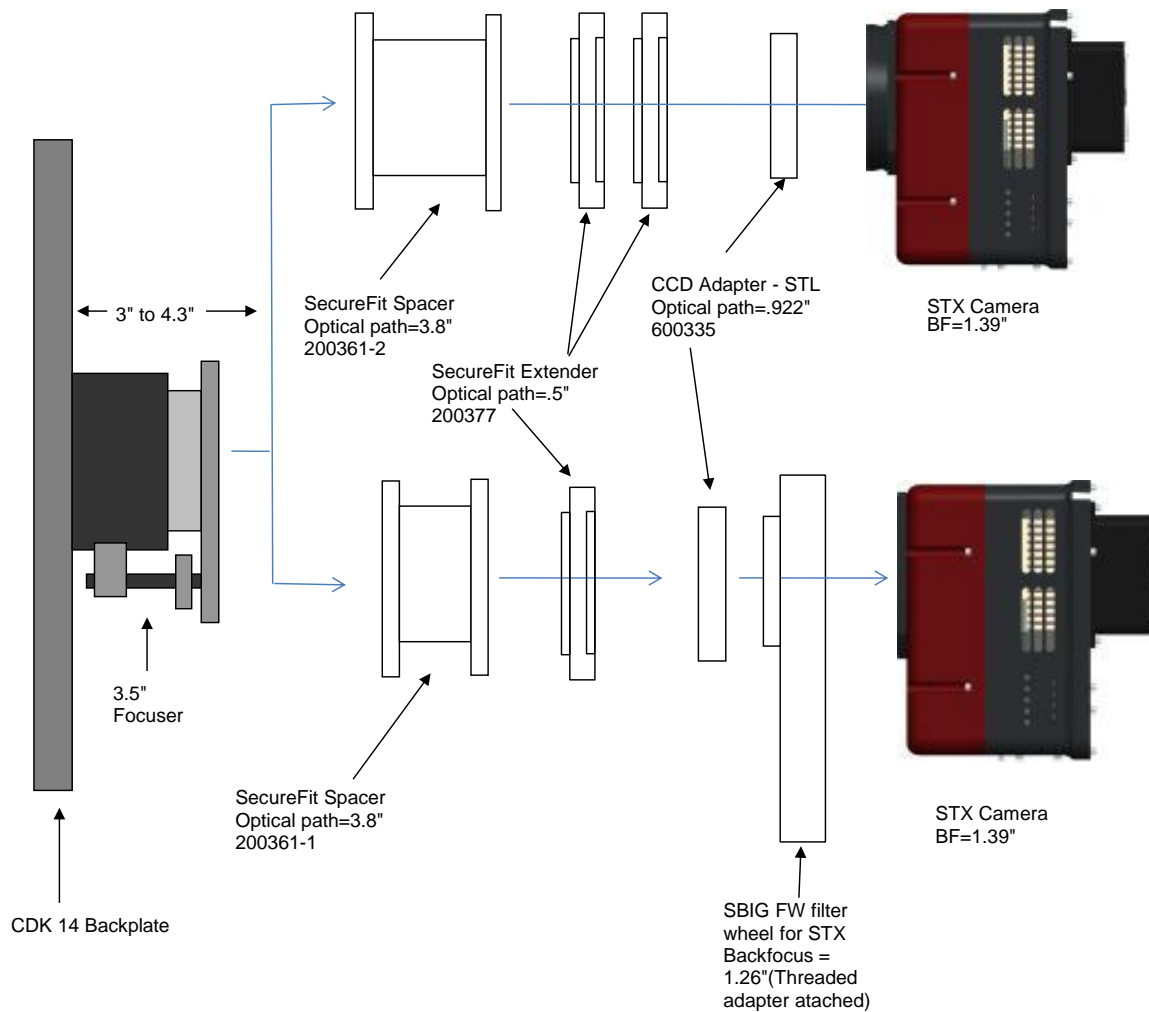 SecureFit Spacer
Optical path=3.8"
200361-2
CCD Adapter - STL
Optical path=.922"
600335
STX Camera
BF=1.39"
3" to 4.3"
SecureFit Extender
Optical path=.5"
200377
3.5"
Focuser
SecureFit Spacer
Optical path=3.8"
200361-1
STX Camera
BF=1.39"
CDK 14 Backplate
SBIG FW filter
wheel for STX
Backfocus =
1.26"(Threaded
adapter atached)